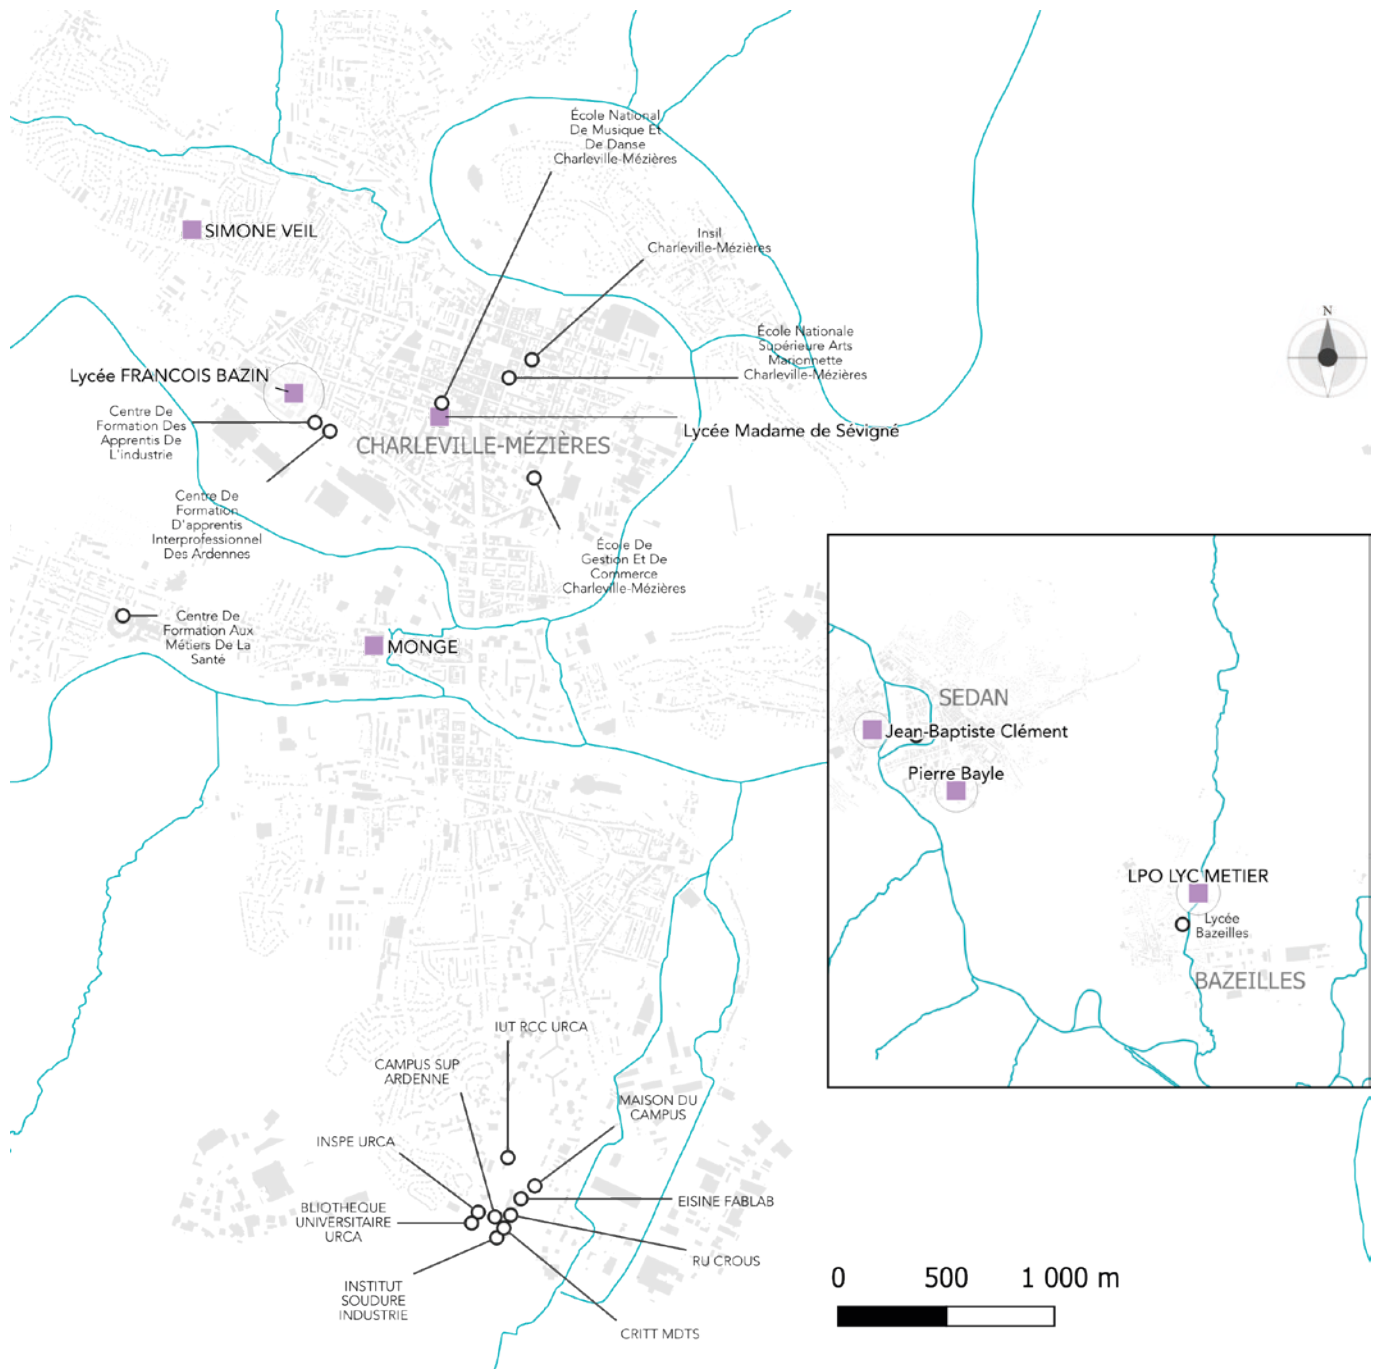 École National
De Musique Et
De Danse
Charleville-Mézières
SIMONE VEIL
Insil
Charleville-Mézières
N
École Nationale
Supérieure Arts
Marionnette
Charleville-Mézières
Lycée FRANCOIS BAZIN
Centre De
Formation Des
Apprentis De
L'industrie
Lycée Madame de Sévigné
CHARLEVILLE-MÉZIÈRES
Centre De
Formation
D'apprentis
Interprofessionnel
Des Ardennes
École De
Gestion Et De
Commerce
Charleville-Mézières
Centre De
Formation Aux
Métiers De La
Santé
MONGE
SEDAN
Jean-Baptiste Clément
Pierre Bayle
LPO LYC METIER
Lycée
Bazeilles
BAZEILLES
IUT RCC URCA
CAMPUS SUP
ARDENNE
MAISON DU
CAMPUS
INSPE URCA
BLIOTHEQUE
UNIVERSITAIRE
URCA
EISINE FABLAB
RU CROUS
INSTITUT
SOUDURE
INDUSTRIE
CRITT MDTS
0 500 1 000 m